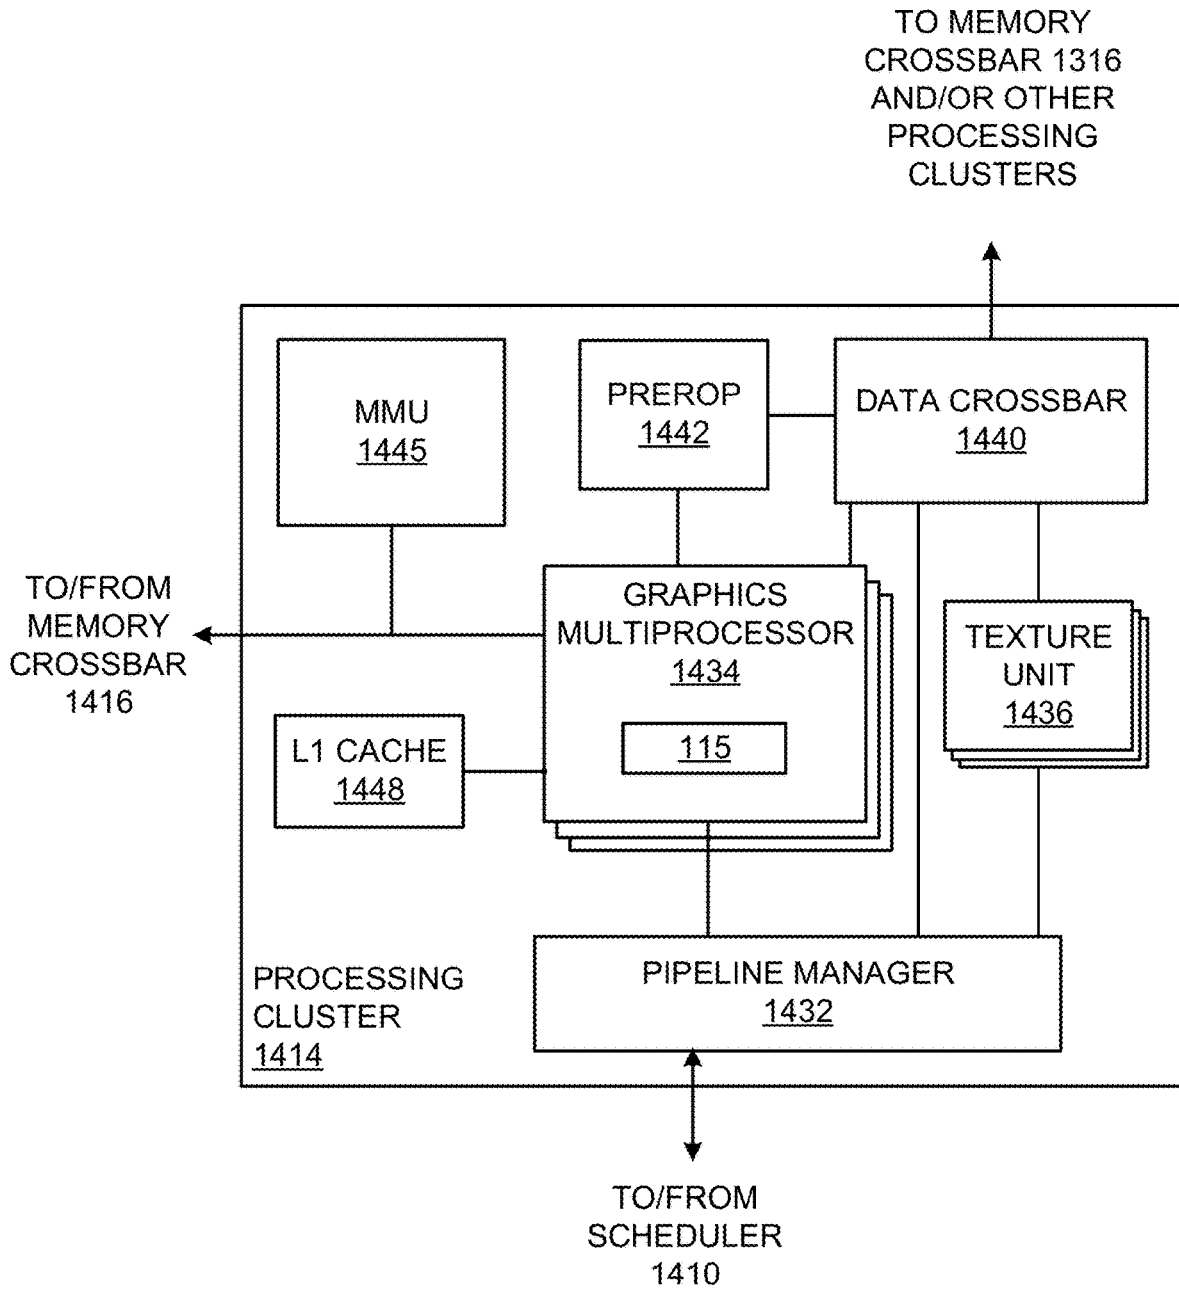 TO MEMORY
CROSSBAR 1316
AND/OR OTHER
PROCESSING
CLUSTERS
MMU
1445
PREROP
1442
DATA CROSSBAR
1440
TO/FROM
MEMORY
CROSSBAR
1416
GRAPHICS
MULTIPROCESSOR
1434
115
TEXTURE
UNIT
1436
L1 CACHE
1448
PROCESSING
CLUSTER
1414
PIPELINE MANAGER
1432
TO/FROM
SCHEDULER
1410